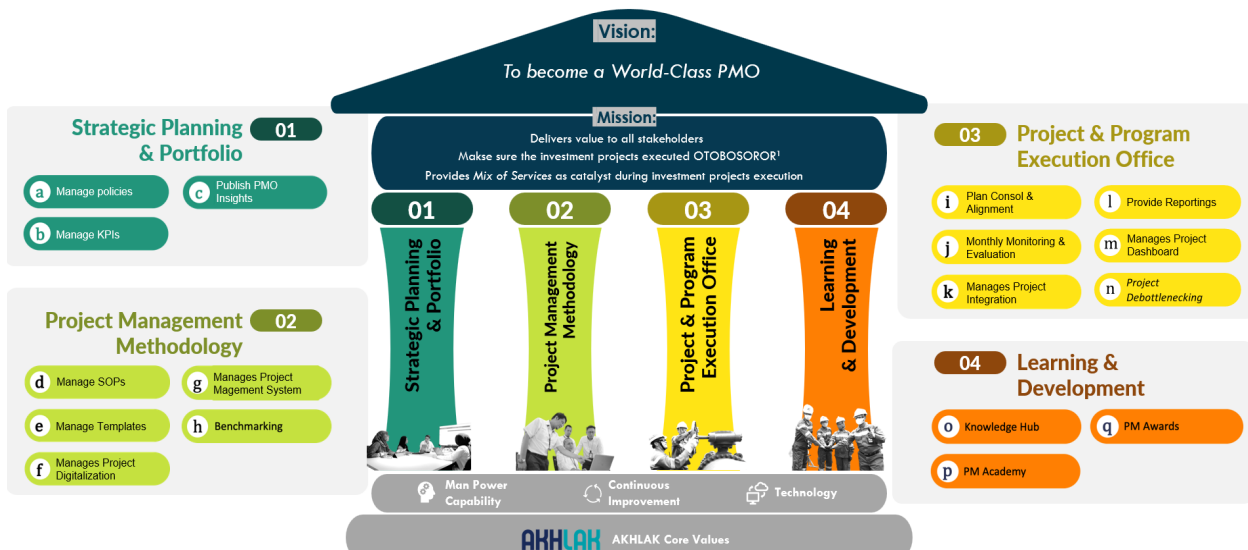 Vision:
To become a World-Class PMO
Mission:
Delivers value to all stakeholders
Makse sure the investment projects executed OTOBOSOROR¹
Provides Mix of Services as catalyst during investment projects execution
Strategic Planning
& Portfolio
01
a Manage policies
b Manage KPIs
c Publish PMO
Insights
Project Management
Methodology
02
d Manage SOPs
e Manage Templates
f Manages Project
Digitalization
g Manages Project
Magement System
h Benchmarking
01
Strategic Planning
& Portfolio
02
Project Management
Methodology
03
Project & Program
Execution Office
04
Learning
& Development
03
Project & Program
Execution Office
i Plan Consol &
Alignment
j Monthly Monitoring &
Evaluation
k Manages Project
Integration
l Provide Reportings
m Manages Project
Dashboard
n Project
Debottlenecking
04
Learning &
Development
o Knowledge Hub
p PM Academy
q PM Awards
Man Power
Capability
Continuous
Improvement
Technology
AKHLAK AKHLAK Core Values